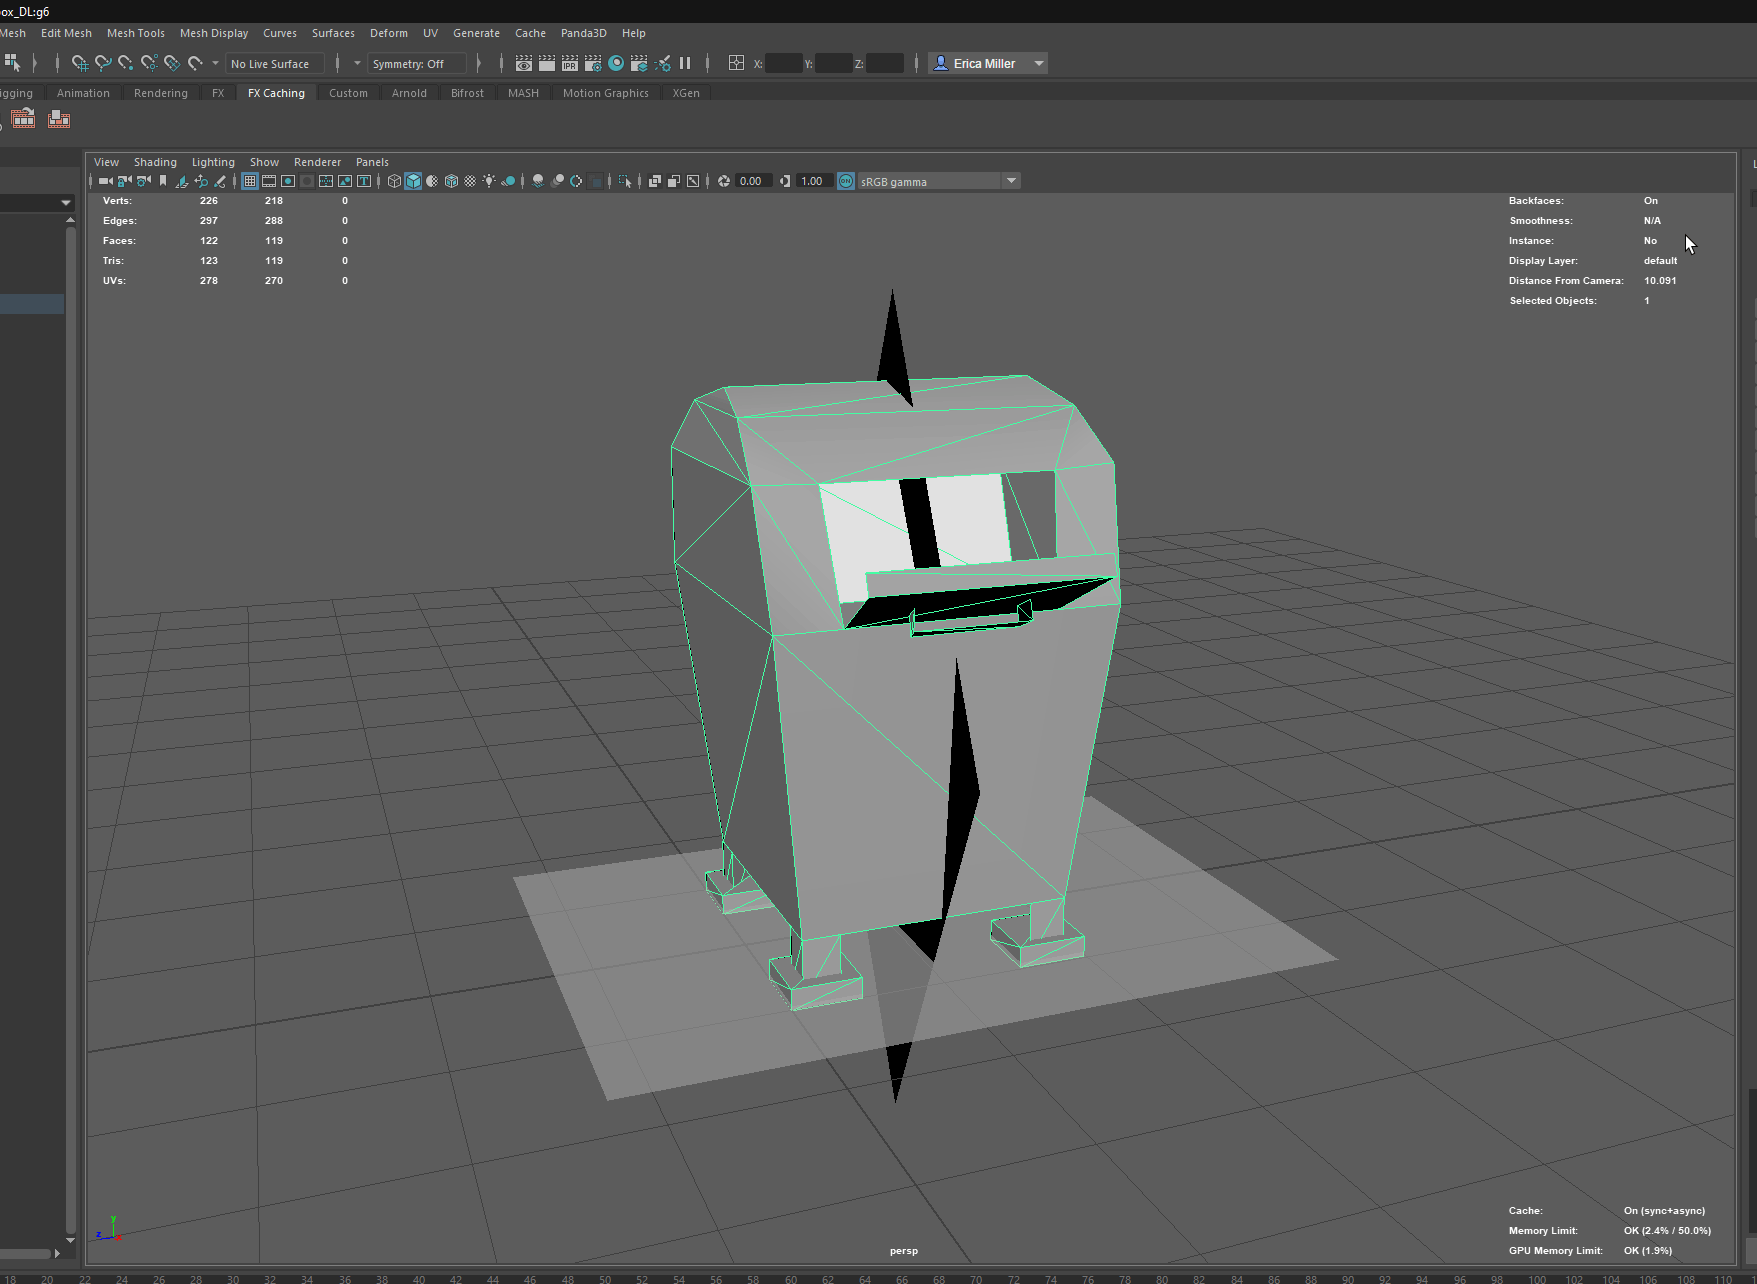 ox_DL:g6
Mesh Edit Mesh Mesh Tools Mesh Display Curves Surfaces Deform UV Generate Cache Panda3D Help
No Live Surface Symmetry: Off IPR X: Y: Z: Erica Miller
igging Animation Rendering FX FX Caching Custom Arnold Bifrost MASH Motion Graphics XGen
View Shading Lighting Show Renderer Panels
0.00 1.00 ON sRGB gamma
Verts: 226 218 0
Edges: 297 288 0
Faces: 122 119 0
Tris: 123 119 0
UVs: 278 270 0
Backfaces: On
Smoothness: N/A
Instance: No
Display Layer: default
Distance From Camera: 10.091
Selected Objects: 1
y
z x
persp
Cache: On (sync+async)
Memory Limit: OK (2.4% / 50.0%)
GPU Memory Limit: OK (1.9%)
18 20 22 24 26 28 30 32 34 36 38 40 42 44 46 48 50 52 54 56 58 60 62 64 66 68 70 72 74 76 78 80 82 84 86 88 90 92 94 96 98 100 102 104 106 108 110